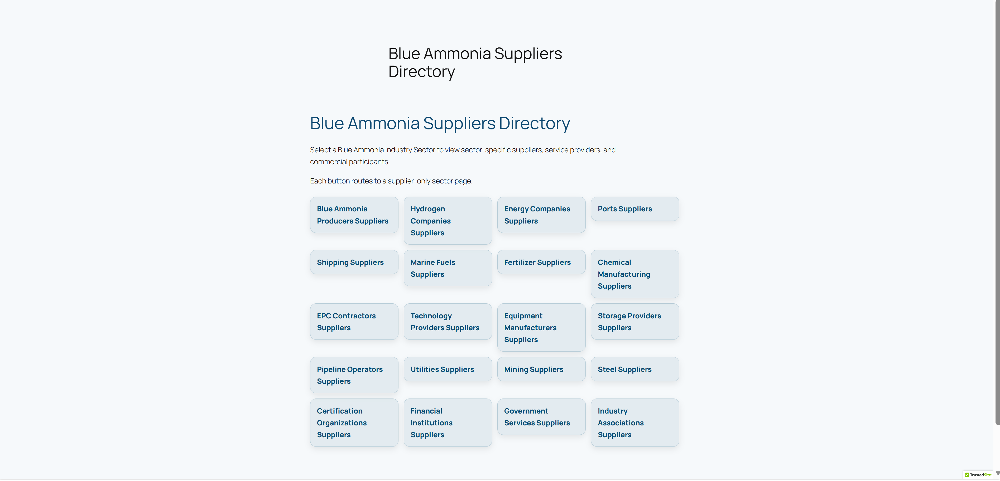 Blue Ammonia Suppliers
Directory
Blue Ammonia Suppliers Directory
Select a Blue Ammonia Industry Sector to view sector-specific suppliers, service providers, and
commercial participants.
Each button routes to a supplier-only sector page.
Blue Ammonia
Producers Suppliers
Hydrogen
Companies
Suppliers
Energy Companies
Suppliers
Ports Suppliers
Shipping Suppliers
Marine Fuels
Suppliers
Fertilizer Suppliers
Chemical
Manufacturing
Suppliers
EPC Contractors
Suppliers
Technology
Providers Suppliers
Equipment
Manufacturers
Suppliers
Storage Providers
Suppliers
Pipeline Operators
Suppliers
Utilities Suppliers
Mining Suppliers
Steel Suppliers
Certification
Organizations
Suppliers
Financial
Institutions
Suppliers
Government
Services Suppliers
Industry
Associations
Suppliers
TrustedSite